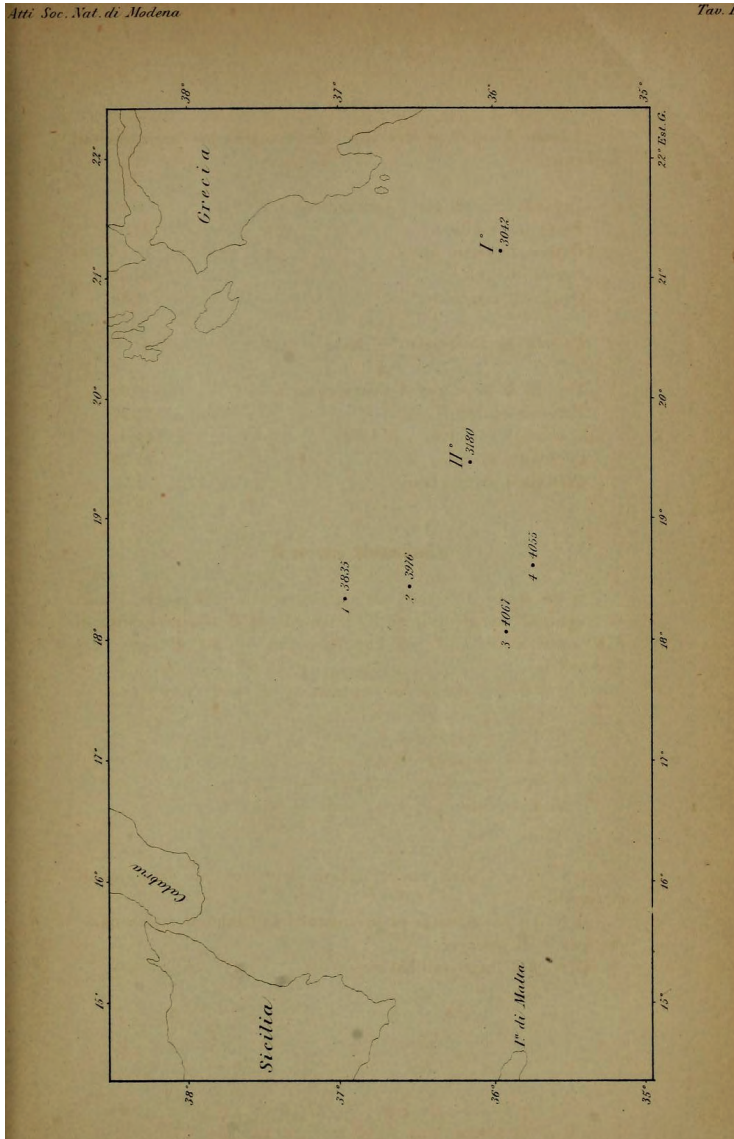 Atti Soc. Nat. di Modena
Tav. I
38°
37°
36°
35°
22°
21°
20°
19°
18°
17°
16°
15°
22° Est. G.
21°
20°
19°
18°
17°
16°
15°
38°
37°
36°
35°
Grecia
I°
3042
II°
3180
1 • 3835
2 • 3976
3 • 4067
4 • 4055
Calabria
Sicilia
Iª di Malta